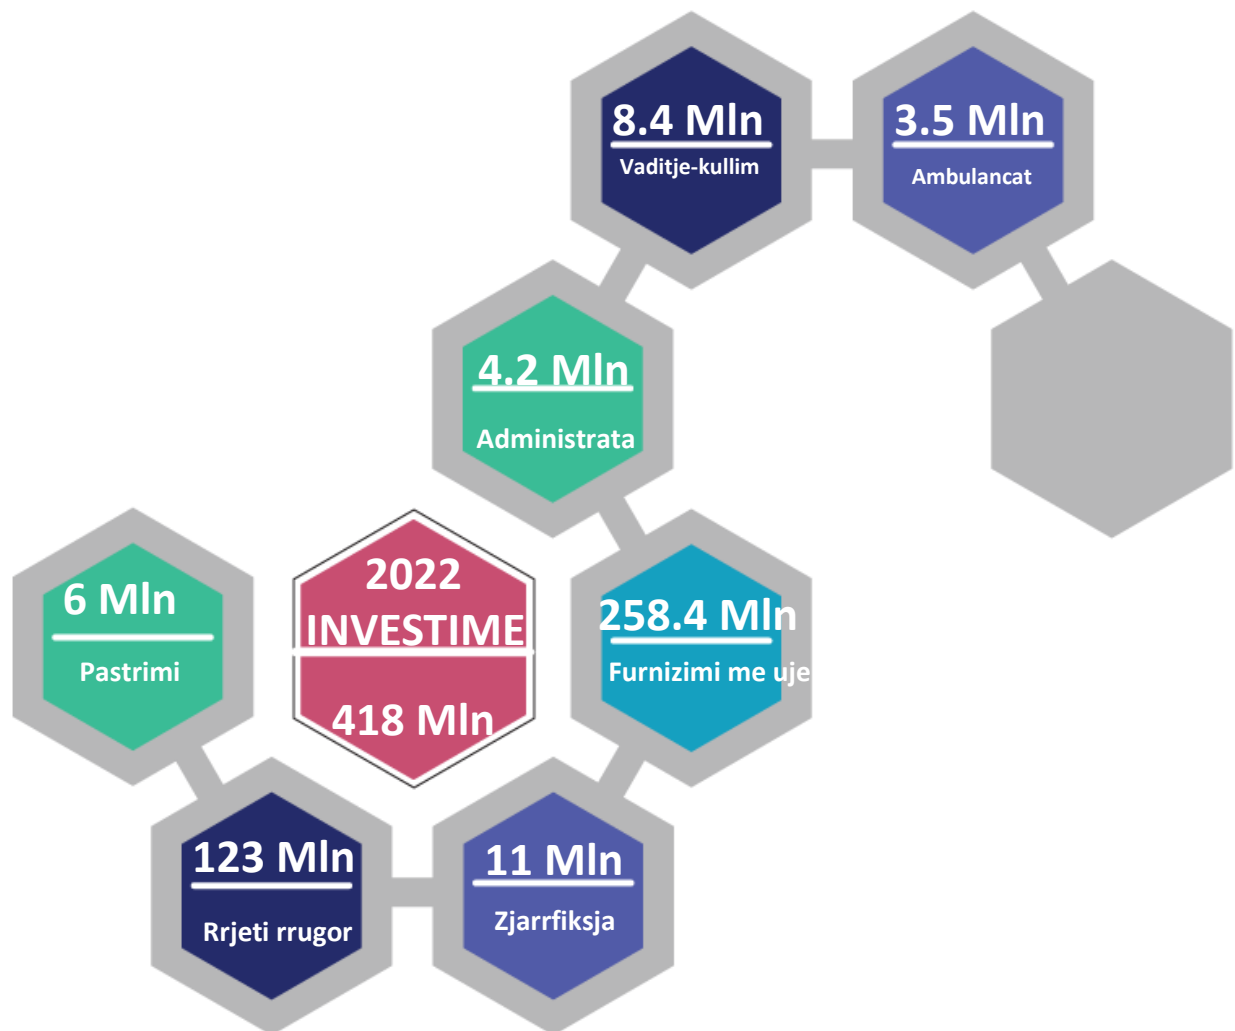 8.4 Mln
Vaditje-kullim
3.5 Mln
Ambulancat
4.2 Mln
Administrata
6 Mln
Pastrimi
2022
INVESTIME
418 Mln
258.4 Mln
Furnizimi me uje
123 Mln
Rrjeti rrugor
11 Mln
Zjarrfiksja